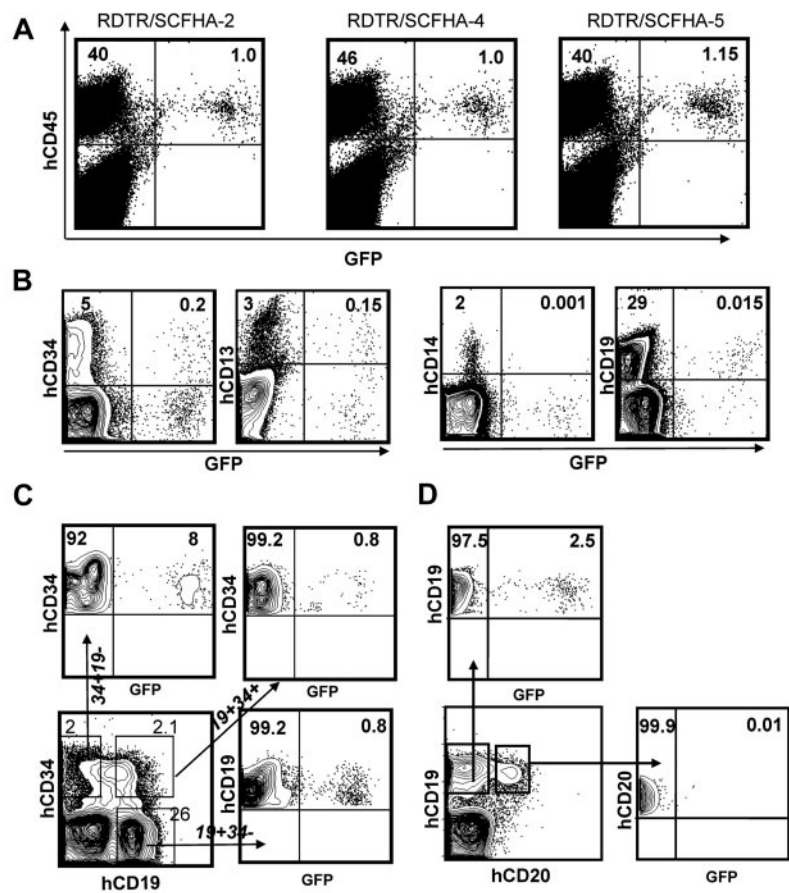 A
RDTR/SCFHA-2
RDTR/SCFHA-4
RDTR/SCFHA-5
hCD45
40
1.0
46
1.0
40
1.15
GFP
B
hCD34
5
0.2
hCD13
3
0.15
hCD14
2
0.001
hCD19
29
0.015
GFP
GFP
C
hCD34
92
8
GFP
hCD34
99.2
0.8
GFP
34+19-
19+34+
hCD34
2
2.1
26
19+34-
hCD19
hCD19
99.2
0.8
GFP
D
hCD19
97.5
2.5
GFP
hCD19
hCD20
hCD20
99.9
0.01
GFP